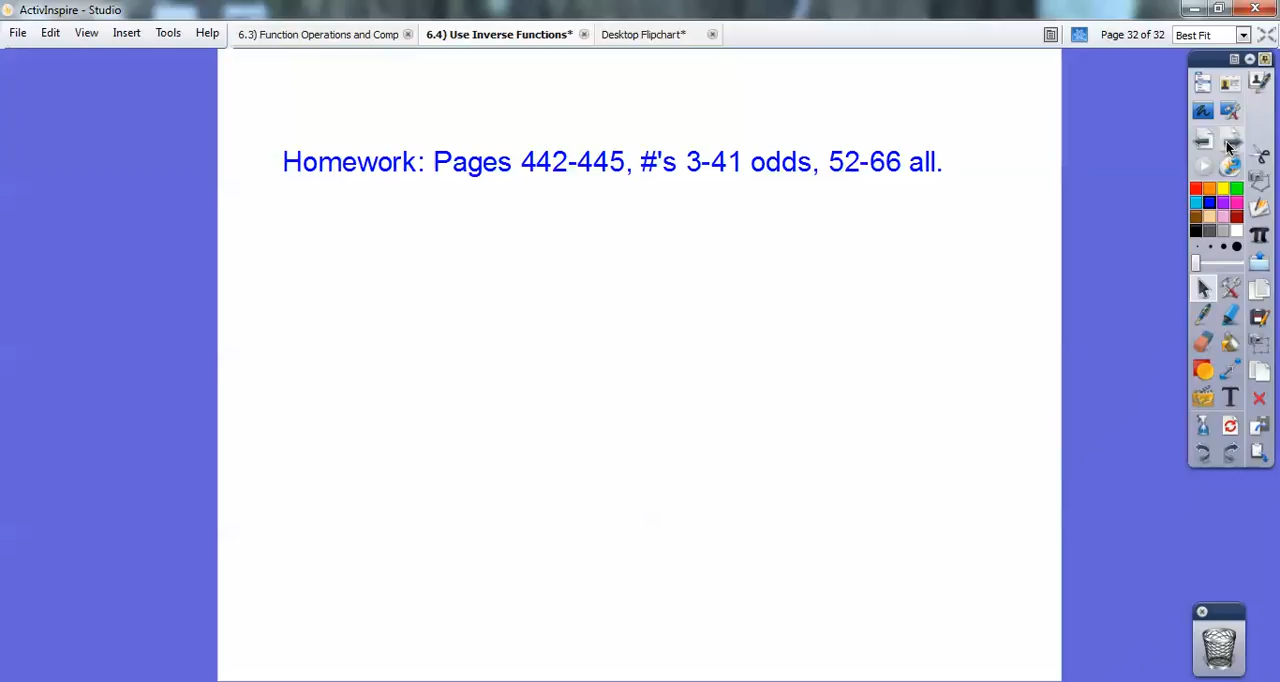 ActivInspire - Studio
File Edit View Insert Tools Help
6.3) Function Operations and Comp 6.4) Use Inverse Functions* Desktop Flipchart* Page 32 of 32 Best Fit
Homework: Pages 442-445, #'s 3-41 odds, 52-66 all.